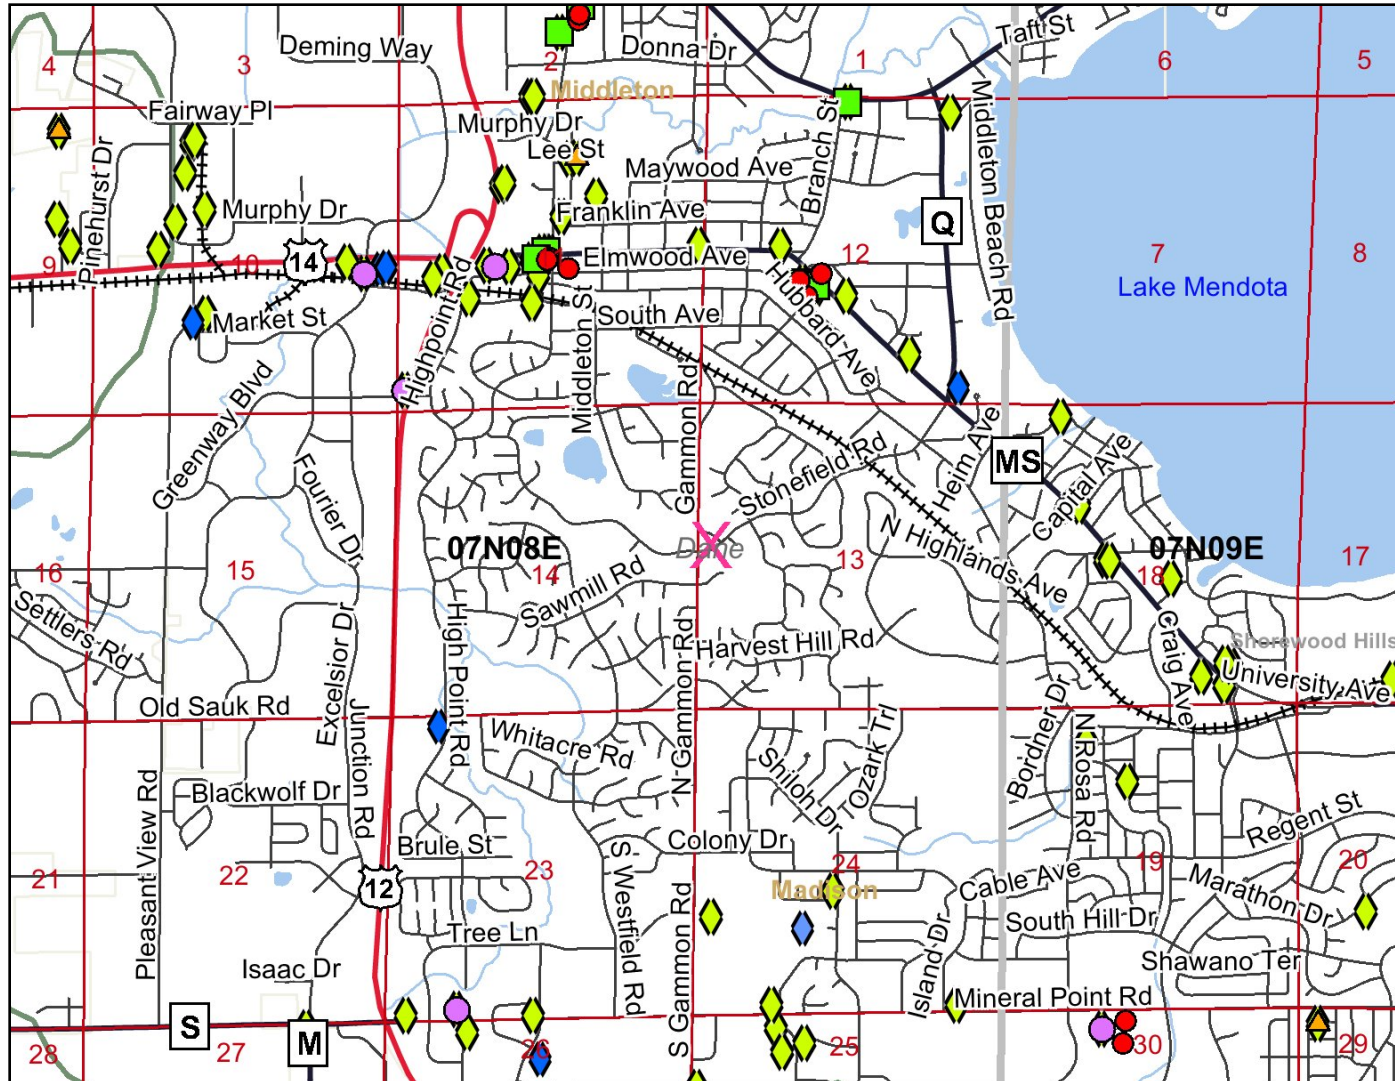 Taft St
Deming Way
Donna Dr
4
3
2
1
6
5
Middleton
Fairway Pl
Murphy Dr
Lee St
Branch St
Middleton Beach Rd
Pinehurst Dr
Maywood Ave
Murphy Dr
Franklin Ave
Q
9
10
14
Elmwood Ave
12
7
8
Highpoint Rd
Hubbard Ave
Lake Mendota
Market St
Middleton St
South Ave
Greenway Blvd
Gammon Rd
Stonefield Rd
Heim Ave
MS
Capital Ave
Fourier Dr
07N08E
Dane
N Highlands Ave
07N09E
16
15
14
13
18
17
Settlers Rd
Sawmill Rd
Excelsior Dr
High Point Rd
N Gammon Rd
Harvest Hill Rd
Craig Ave
Shorewood Hills
University Ave
Old Sauk Rd
Junction Rd
Whitacre Rd
Shiloh Dr
Ozark Trl
Bordner Dr
N Rosa Rd
Pleasant View Rd
Blackwolf Dr
Brule St
Colony Dr
Regent St
21
22
12
23
S Westfield Rd
24
19
20
Madison
Cable Ave
Marathon Dr
Tree Ln
S Gammon Rd
Island Dr
South Hill Dr
Isaac Dr
Shawano Ter
Mineral Point Rd
S
M
28
27
26
25
30
29